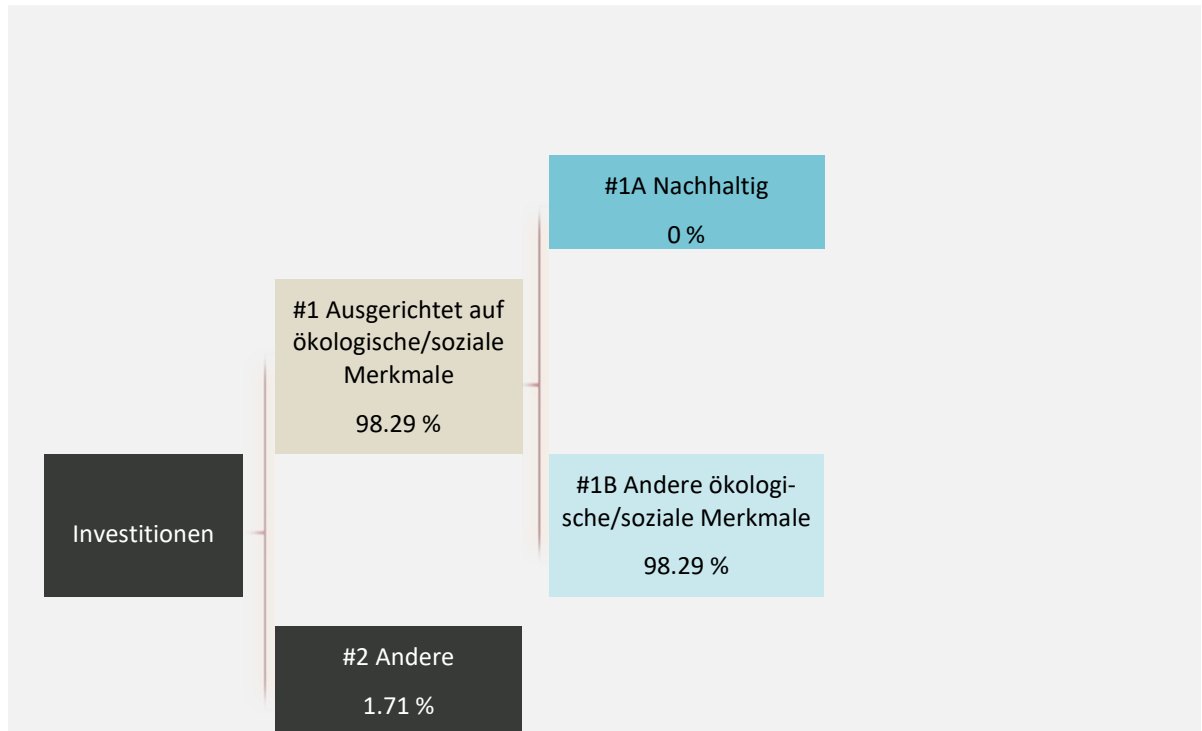 #1A Nachhaltig
0 %
#1 Ausgerichtet auf
ökologische/soziale
Merkmale
98.29 %
Investitionen
#1B Andere ökologi-
sche/soziale Merkmale
98.29 %
#2 Andere
1.71 %